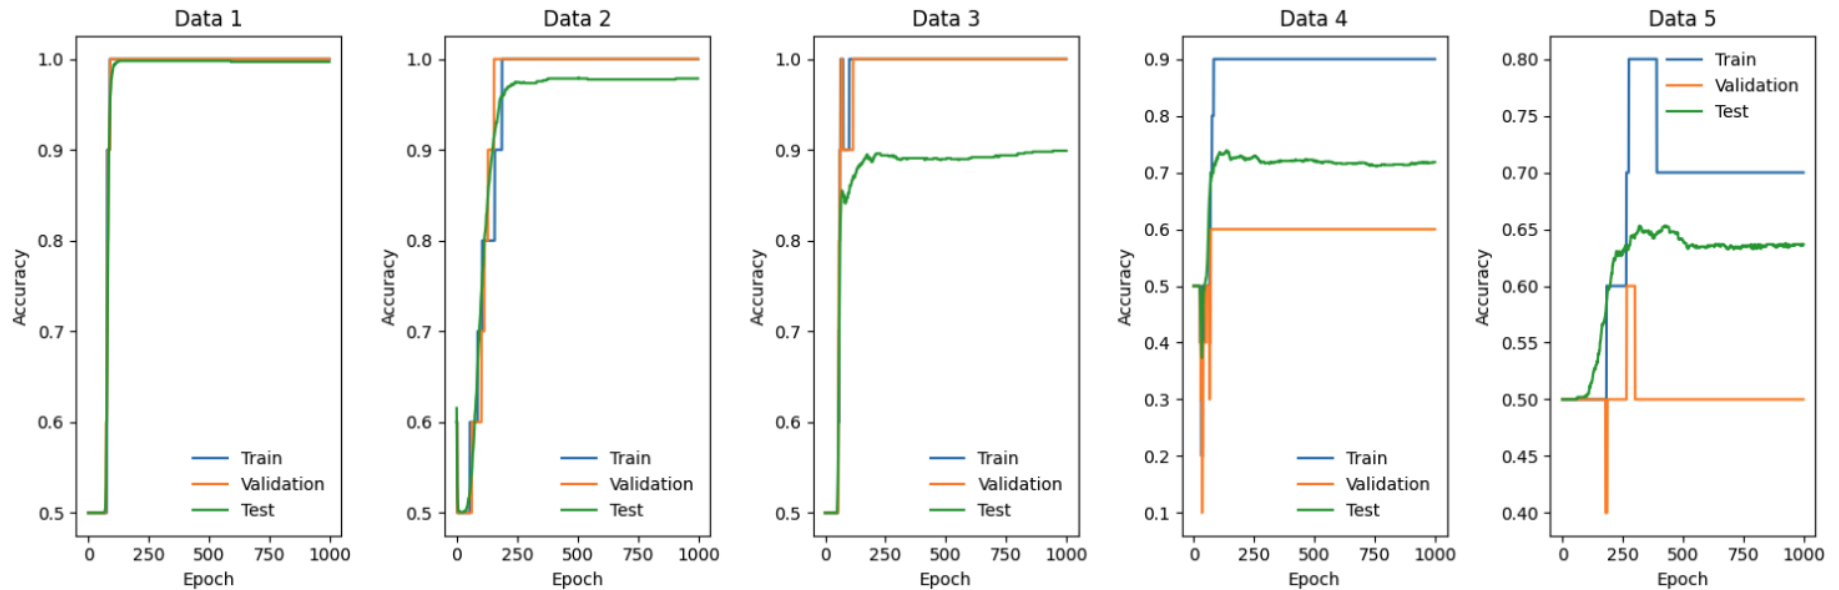 Data 1
Accuracy
1.0
0.9
0.8
0.7
0.6
0.5
0 250 500 750 1000
Epoch
Train
Validation
Test
Data 2
Accuracy
1.0
0.9
0.8
0.7
0.6
0.5
0 250 500 750 1000
Epoch
Train
Validation
Test
Data 3
Accuracy
1.0
0.9
0.8
0.7
0.6
0.5
0 250 500 750 1000
Epoch
Train
Validation
Test
Data 4
Accuracy
0.9
0.8
0.7
0.6
0.5
0.4
0.3
0.2
0.1
0 250 500 750 1000
Epoch
Train
Validation
Test
Data 5
Accuracy
0.80
0.75
0.70
0.65
0.60
0.55
0.50
0.45
0.40
0 250 500 750 1000
Epoch
Train
Validation
Test